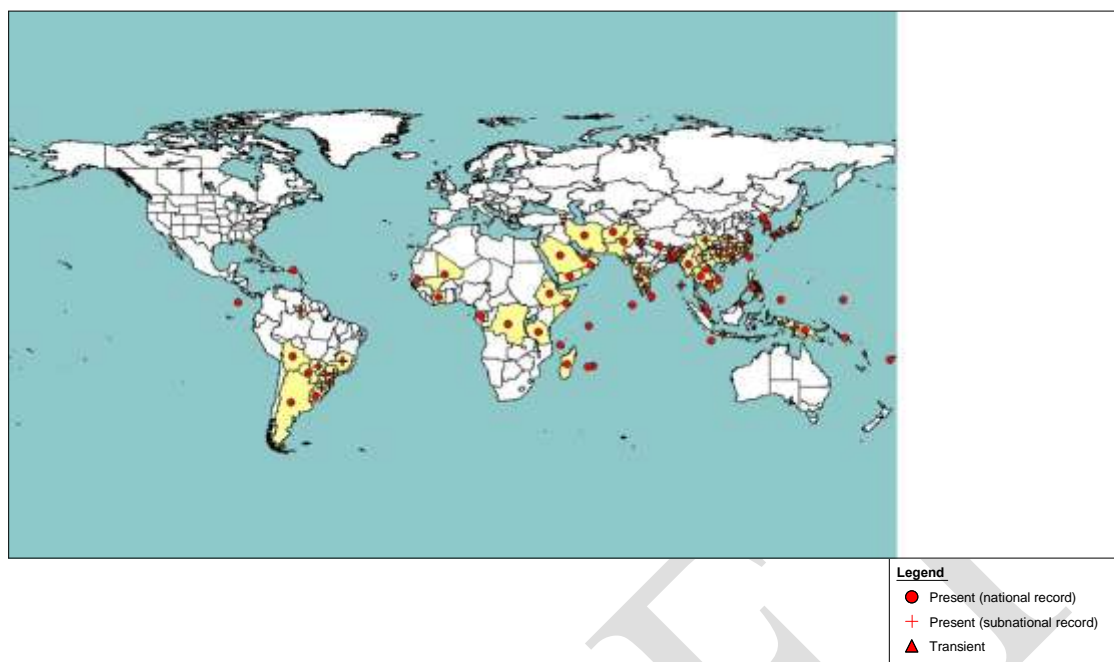 Legend
Present (national record)
Present (subnational record)
Transient